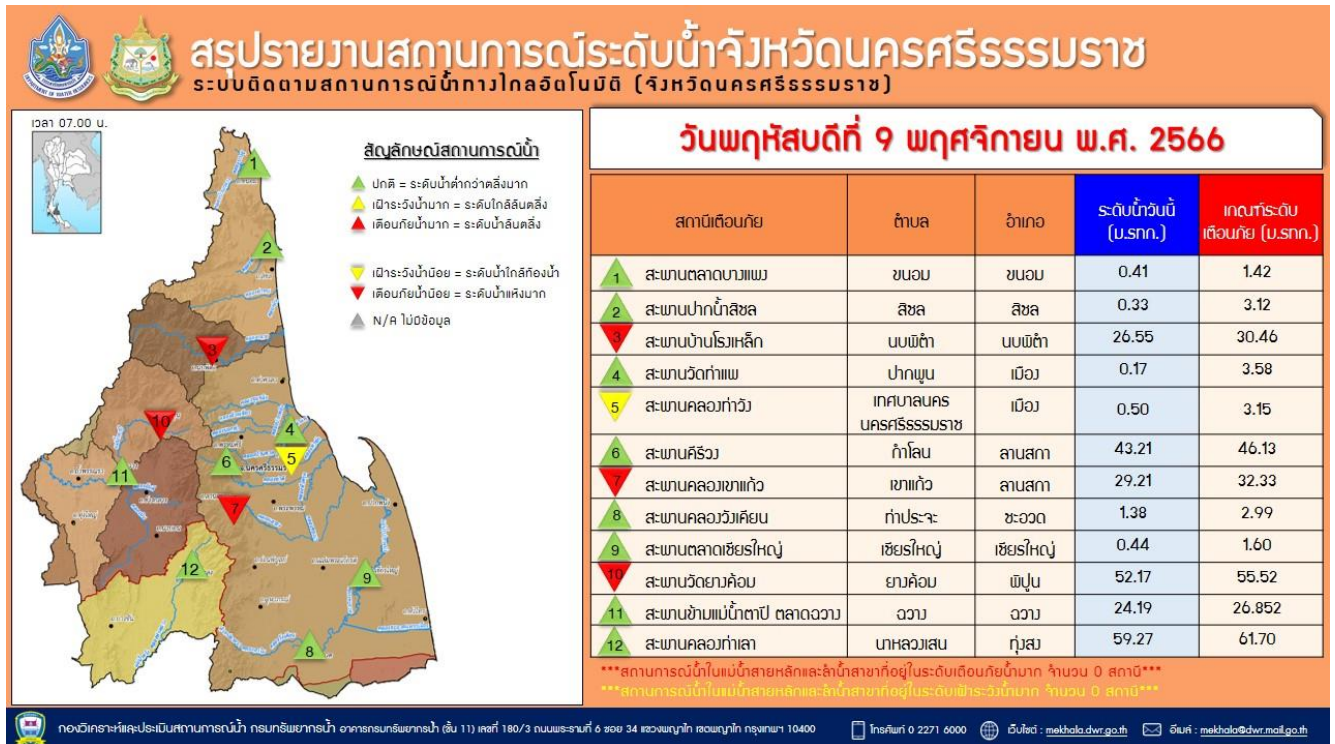 สรุปรายงานสถานการณ์ระดับน้ำจังหวัดนครศรีธรรมราช
ระบบติดตามสถานการณ์น้ำทางไกลอัตโนมัติ (จังหวัดนครศรีธรรมราช)
เวลา 07.00 น.
สัญลักษณ์สถานการณ์น้ำ
ปกติ = ระดับน้ำต่ำกว่าตลิ่งมาก
เฝ้าระวังน้ำมาก = ระดับใกล้ล้นตลิ่ง
เตือนภัยน้ำมาก = ระดับน้ำล้นตลิ่ง
เฝ้าระวังน้ำน้อย = ระดับน้ำใกล้ท้องน้ำ
เตือนภัยน้ำน้อย = ระดับน้ำแห้งมาก
N/A ไม่มีข้อมูล
1
2
3
10
4
5
6
11
7
12
9
8
วันพฤหัสบดีที่ 9 พฤศจิกายน พ.ศ. 2566
สถานีเตือนภัย ตำบล อำเภอ ระดับน้ำวันนี้ (ม.รทก.) เกณฑ์ระดับเตือนภัย (ม.รทก.)
1 สะพานตลาดบางแพง ขนอม ขนอม 0.41 1.42
2 สะพานปากน้ำสิชล สิชล สิชล 0.33 3.12
3 สะพานบ้านโรงเหล็ก นบพิตำ นบพิตำ 26.55 30.46
4 สะพานวัดท่าแพ ปากพูน เมือง 0.17 3.58
5 สะพานคลองท่าวัง เทศบาลนครนครศรีธรรมราช เมือง 0.50 3.15
6 สะพานคีรีวง กำโลน ลานสกา 43.21 46.13
7 สะพานคลองเขาแก้ว เขาแก้ว ลานสกา 29.21 32.33
8 สะพานคลองวังเคียน ท่าประจะ ชะอวด 1.38 2.99
9 สะพานตลาดเชียรใหญ่ เชียรใหญ่ เชียรใหญ่ 0.44 1.60
10 สะพานวัดยางค้อม ยางค้อม พิปูน 52.17 55.52
11 สะพานข้ามแม่น้ำตาปี ตลาดฉวาง ฉวาง ฉวาง 24.19 26.852
12 สะพานคลองท่าเลา นาหลวงเสน ทุ่งสง 59.27 61.70
***สถานการณ์น้ำในแม่น้ำสายหลักและลำน้ำสาขาที่อยู่ในระดับเตือนภัยน้ำมาก จำนวน 0 สถานี***
***สถานการณ์น้ำในแม่น้ำสายหลักและลำน้ำสาขาที่อยู่ในระดับเฝ้าระวังน้ำมาก จำนวน 0 สถานี***
กองวิเคราะห์และประเมินสถานการณ์น้ำ กรมทรัพยากรน้ำ อาคารกรมทรัพยากรน้ำ (ชั้น 11) เลขที่ 180/3 ถนนพระรามที่ 6 ซอย 34 แขวงพญาไท เขตพญาไท กรุงเทพฯ 10400 โทรศัพท์ 0 2271 6000 เว็บไซต์ : mekhala.dwr.go.th อีเมล์ : mekhala@dwr.mail.go.th